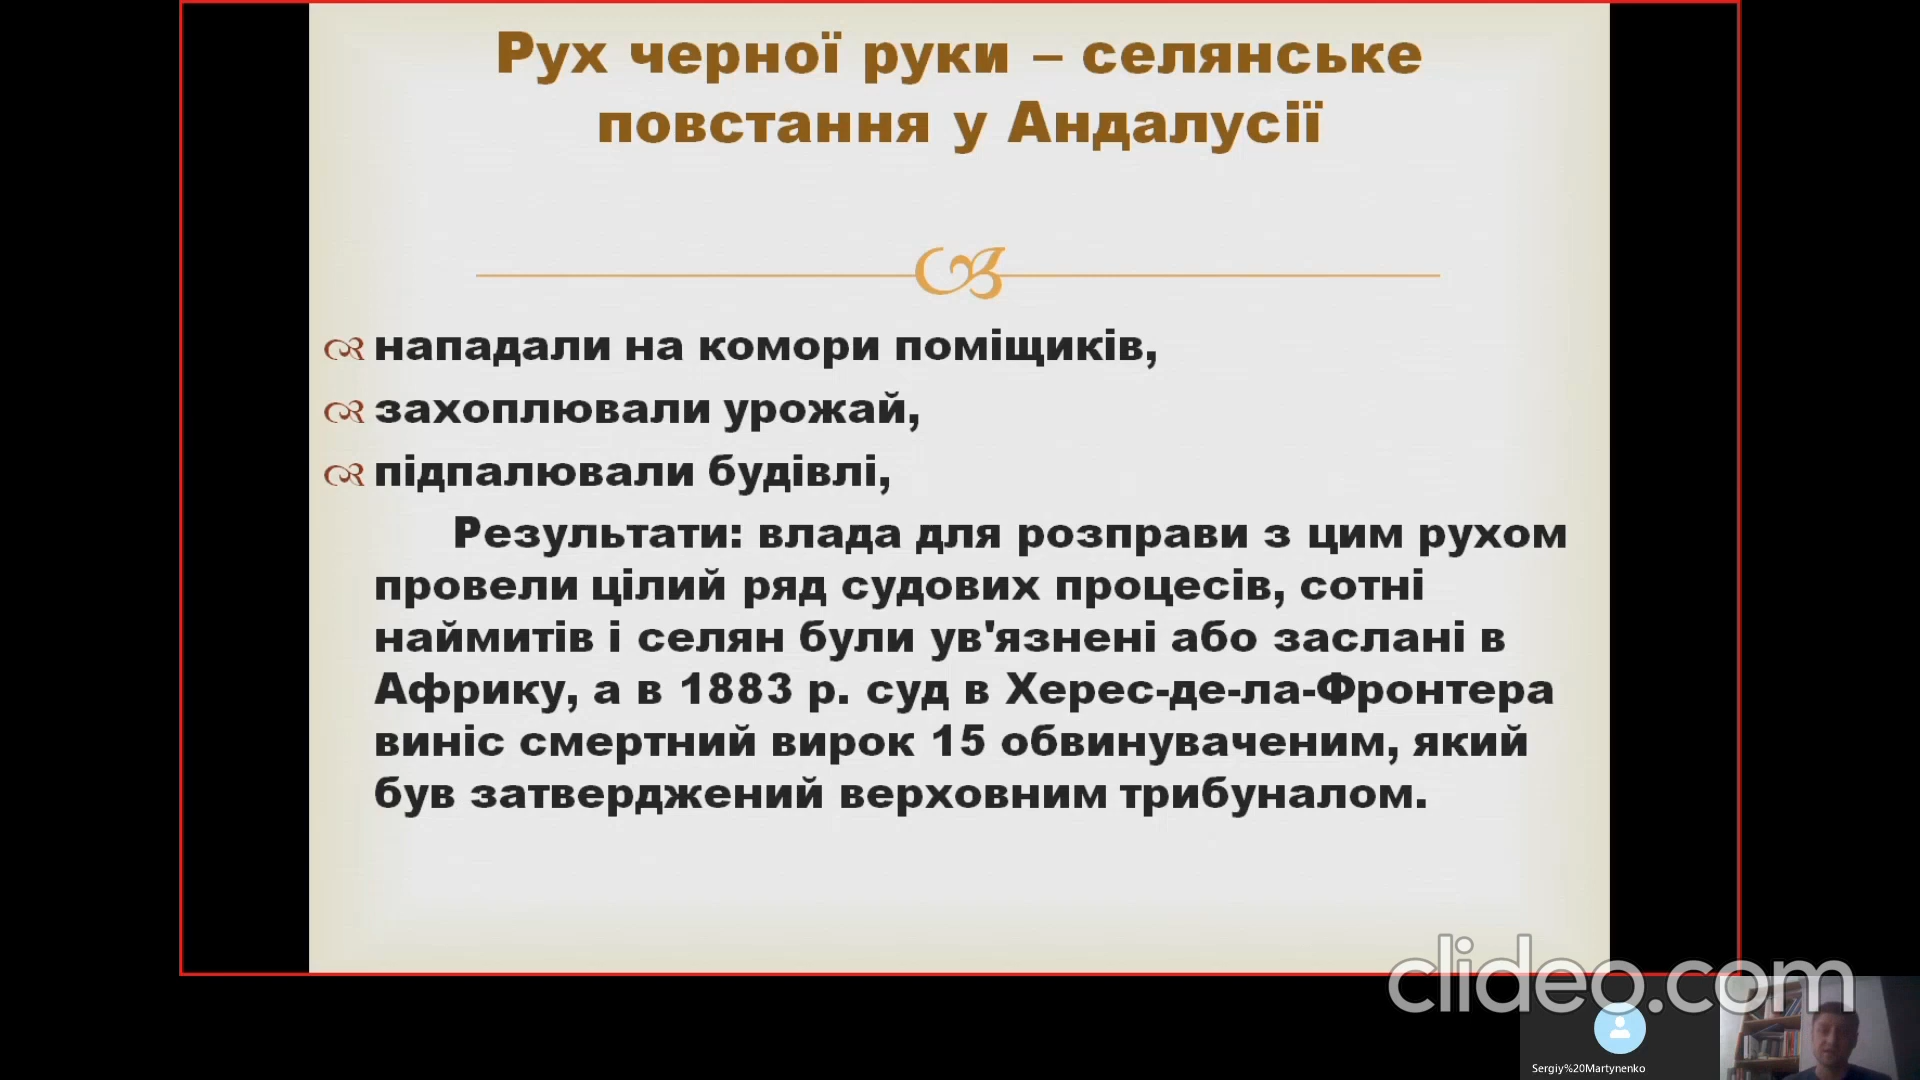 Рух черної руки – селянське
повстання у Андалусії
нападали на комори поміщиків,
захоплювали урожай,
підпалювали будівлі,
Результати: влада для розправи з цим рухом
провели цілий ряд судових процесів, сотні
наймитів і селян були ув'язнені або заслані в
Африку, а в 1883 р. суд в Херес-де-ла-Фронтера
виніс смертний вирок 15 обвинуваченим, який
був затверджений верховним трибуналом.
clideo.com
Sergiy%20Martynenko